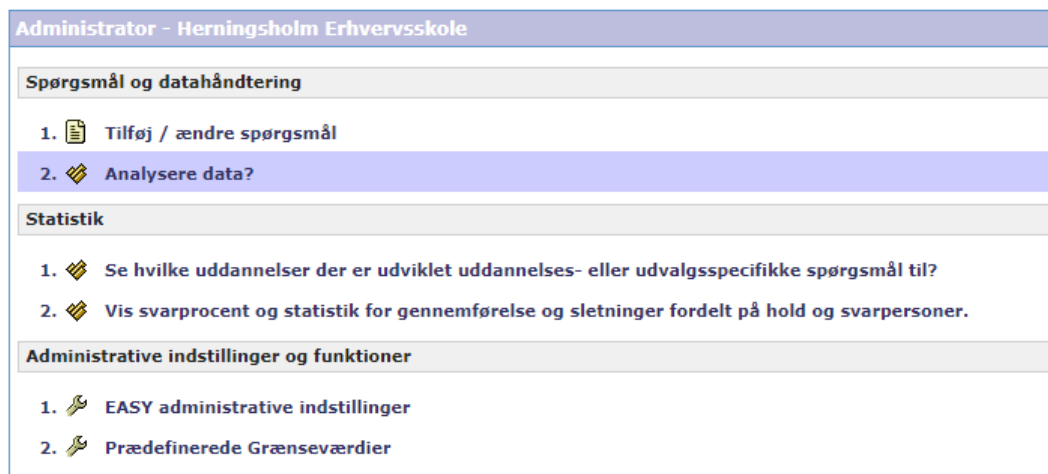 Administrator - Herningsholm Erhvervsskole
Spørgsmål og datahåndtering
1. Tilføj / ændre spørgsmål
2. Analysere data?
Statistik
1. Se hvilke uddannelser der er udviklet uddannelses- eller udvalgsspecifikke spørgsmål til?
2. Vis svarprocent og statistik for gennemførelse og sletninger fordelt på hold og svarpersoner.
Administrative indstillinger og funktioner
1. EASY administrative indstillinger
2. Prædefinerede Grænseværdier